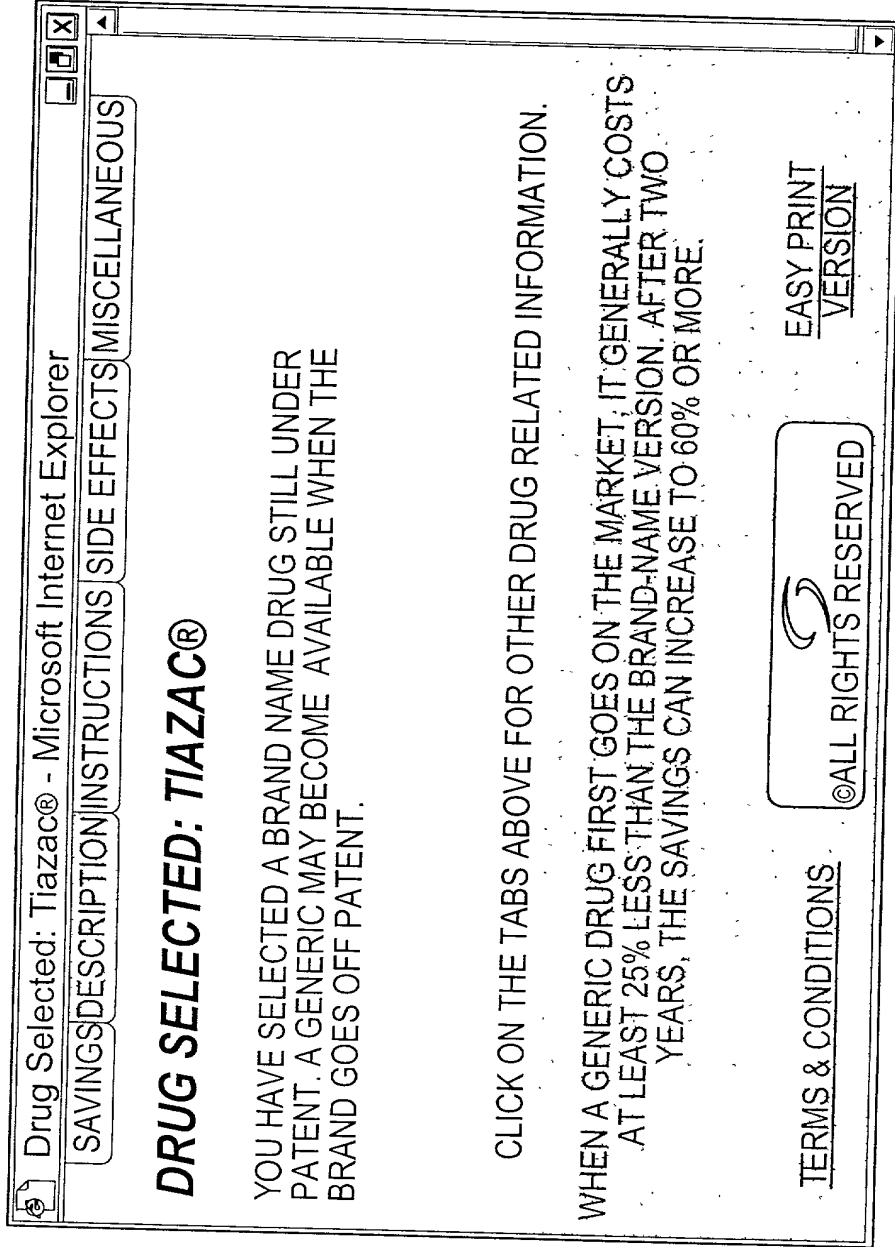 Drug Selected: Tiazac® - Microsoft Internet Explorer
SAVINGS DESCRIPTION INSTRUCTIONS SIDE EFFECTS MISCELLANEOUS
DRUG SELECTED: TIAZAC®
YOU HAVE SELECTED A BRAND NAME DRUG STILL UNDER
PATENT. A GENERIC MAY BECOME AVAILABLE WHEN THE
BRAND GOES OFF PATENT.
CLICK ON THE TABS ABOVE FOR OTHER DRUG RELATED INFORMATION.
WHEN A GENERIC DRUG FIRST GOES ON THE MARKET, IT GENERALLY COSTS
AT LEAST 25% LESS THAN THE BRAND-NAME VERSION. AFTER TWO
YEARS, THE SAVINGS CAN INCREASE TO 60% OR MORE.
TERMS & CONDITIONS
©ALL RIGHTS RESERVED
EASY PRINT
VERSION